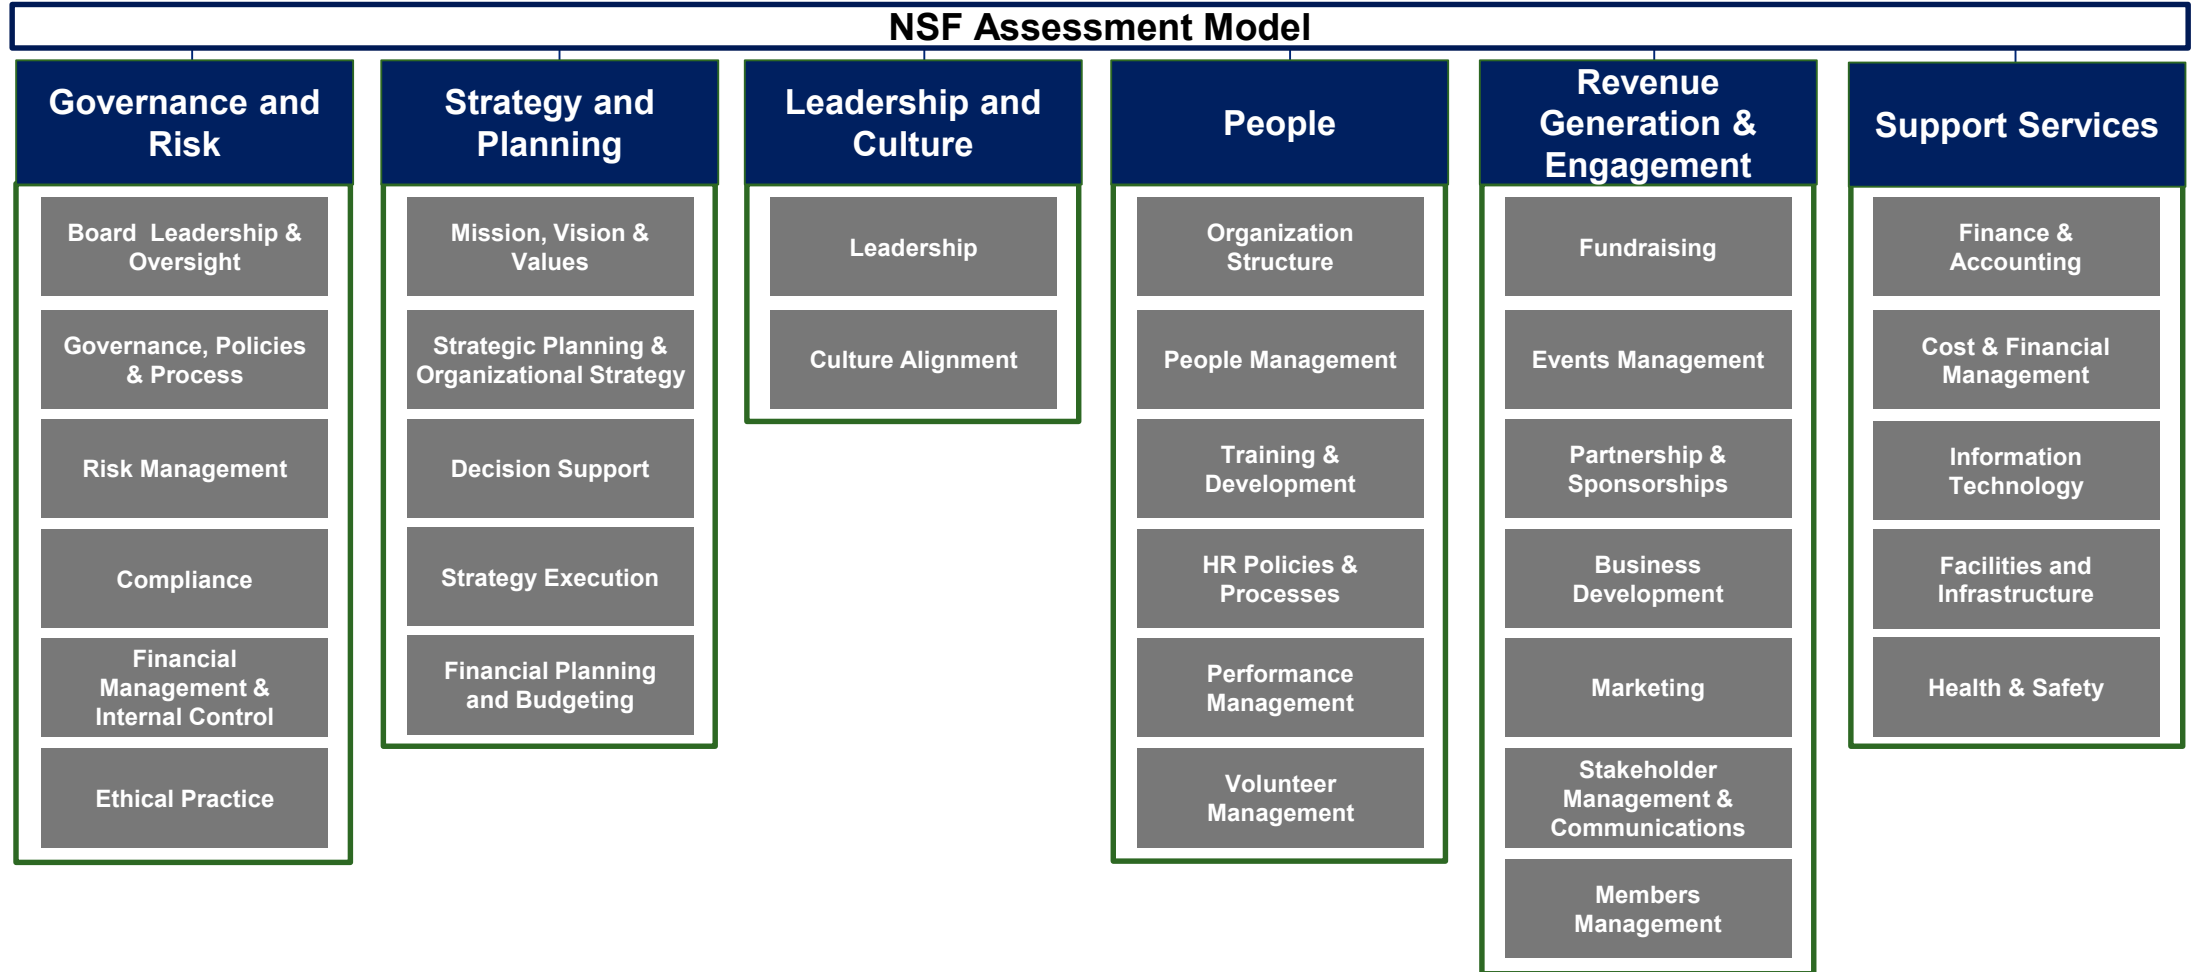 NSF Assessment Model
Governance and
Risk
Board  Leadership &
Oversight
Governance, Policies
& Process
Risk Management
Compliance
Financial
Management &
Internal Control
Ethical Practice
Strategy and
Planning
Mission, Vision &
Values
Strategic Planning &
Organizational Strategy
Decision Support
Strategy Execution
Financial Planning
and Budgeting
Leadership and
Culture
Leadership
Culture Alignment
People
Organization
Structure
People Management
Training &
Development
HR Policies &
Processes
Performance
Management
Volunteer
Management
Revenue
Generation &
Engagement
Fundraising
Events Management
Partnership &
Sponsorships
Business
Development
Marketing
Stakeholder
Management &
Communications
Members
Management
Support Services
Finance &
Accounting
Cost & Financial
Management
Information
Technology
Facilities and
Infrastructure
Health & Safety